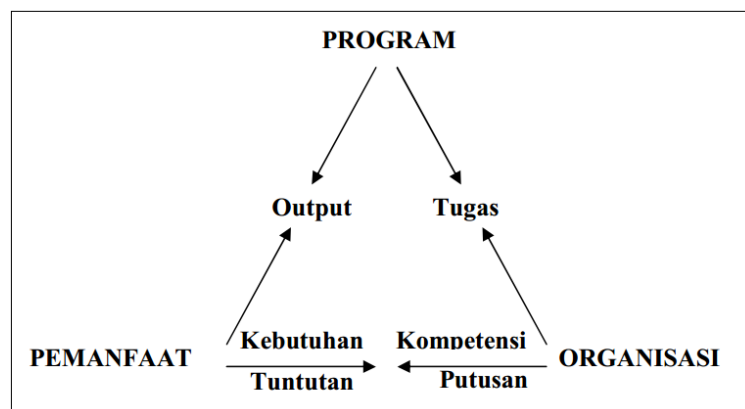 PROGRAM
Output Tugas
Kebutuhan Kompetensi
PEMANFAAT ORGANISASI
Tuntutan Putusan